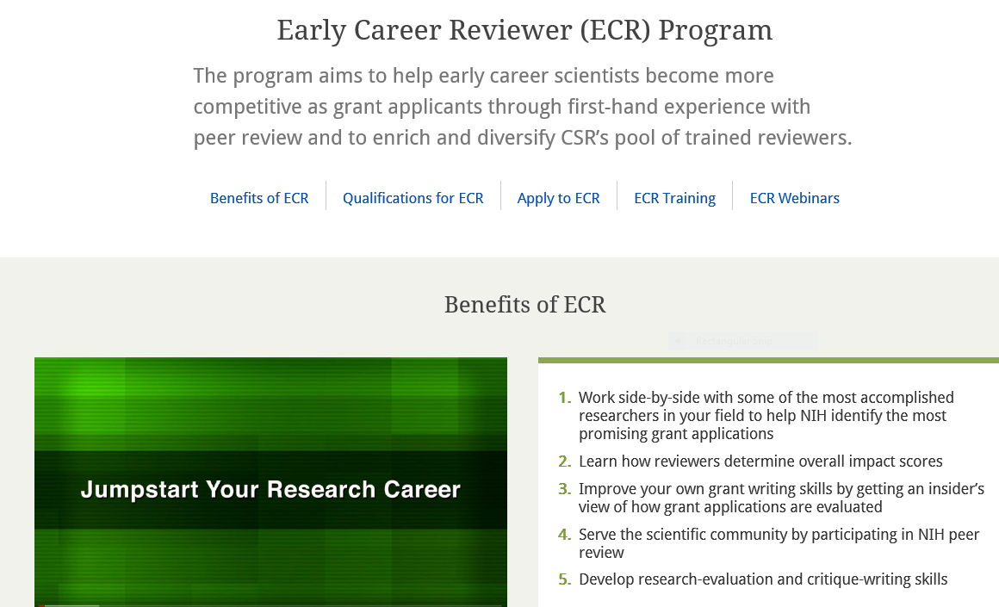 Early Career Reviewer (ECR) Program
The program aims to help early career scientists become more
competitive as grant applicants through first-hand experience with
peer review and to enrich and diversify CSR’s pool of trained reviewers.
Benefits of ECR
Qualifications for ECR
Apply to ECR
ECR Training
ECR Webinars
Benefits of ECR
Rectangular Snip
Jumpstart Your Research Career
1. Work side-by-side with some of the most accomplished
researchers in your field to help NIH identify the most
promising grant applications
2. Learn how reviewers determine overall impact scores
3. Improve your own grant writing skills by getting an insider’s
view of how grant applications are evaluated
4. Serve the scientific community by participating in NIH peer
review
5. Develop research-evaluation and critique-writing skills